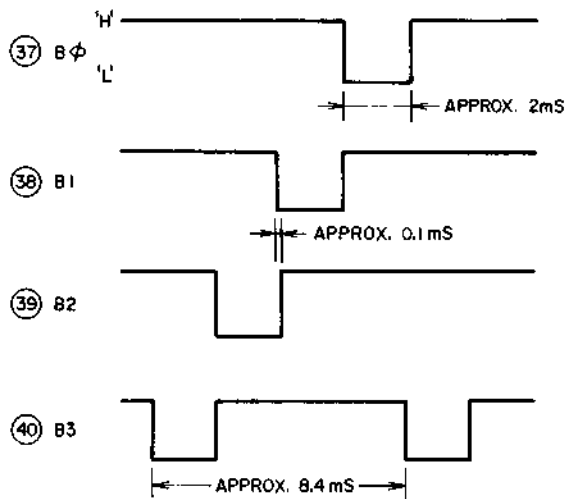 'H'
37 Bϕ
'L'
APPROX. 2mS
38 B1
APPROX. 0.1mS
39 B2
40 B3
APPROX. 8.4mS